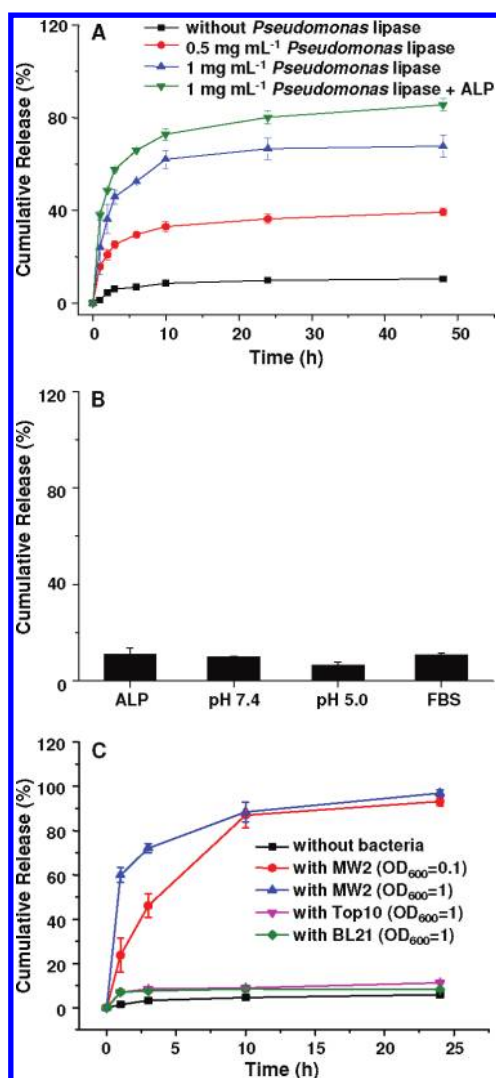 A
without Pseudomonas lipase
0.5 mg mL⁻¹ Pseudomonas lipase
1 mg mL⁻¹ Pseudomonas lipase
1 mg mL⁻¹ Pseudomonas lipase + ALP
Cumulative Release (%)
120
80
40
0
0 10 20 30 40 50
Time (h)
B
Cumulative Release (%)
120
80
40
0
ALP pH 7.4 pH 5.0 FBS
C
Cumulative Release (%)
120
100
80
60
40
20
0
without bacteria
with MW2 (OD₆₀₀=0.1)
with MW2 (OD₆₀₀=1)
with Top10 (OD₆₀₀=1)
with BL21 (OD₆₀₀=1)
0 5 10 15 20 25
Time (h)